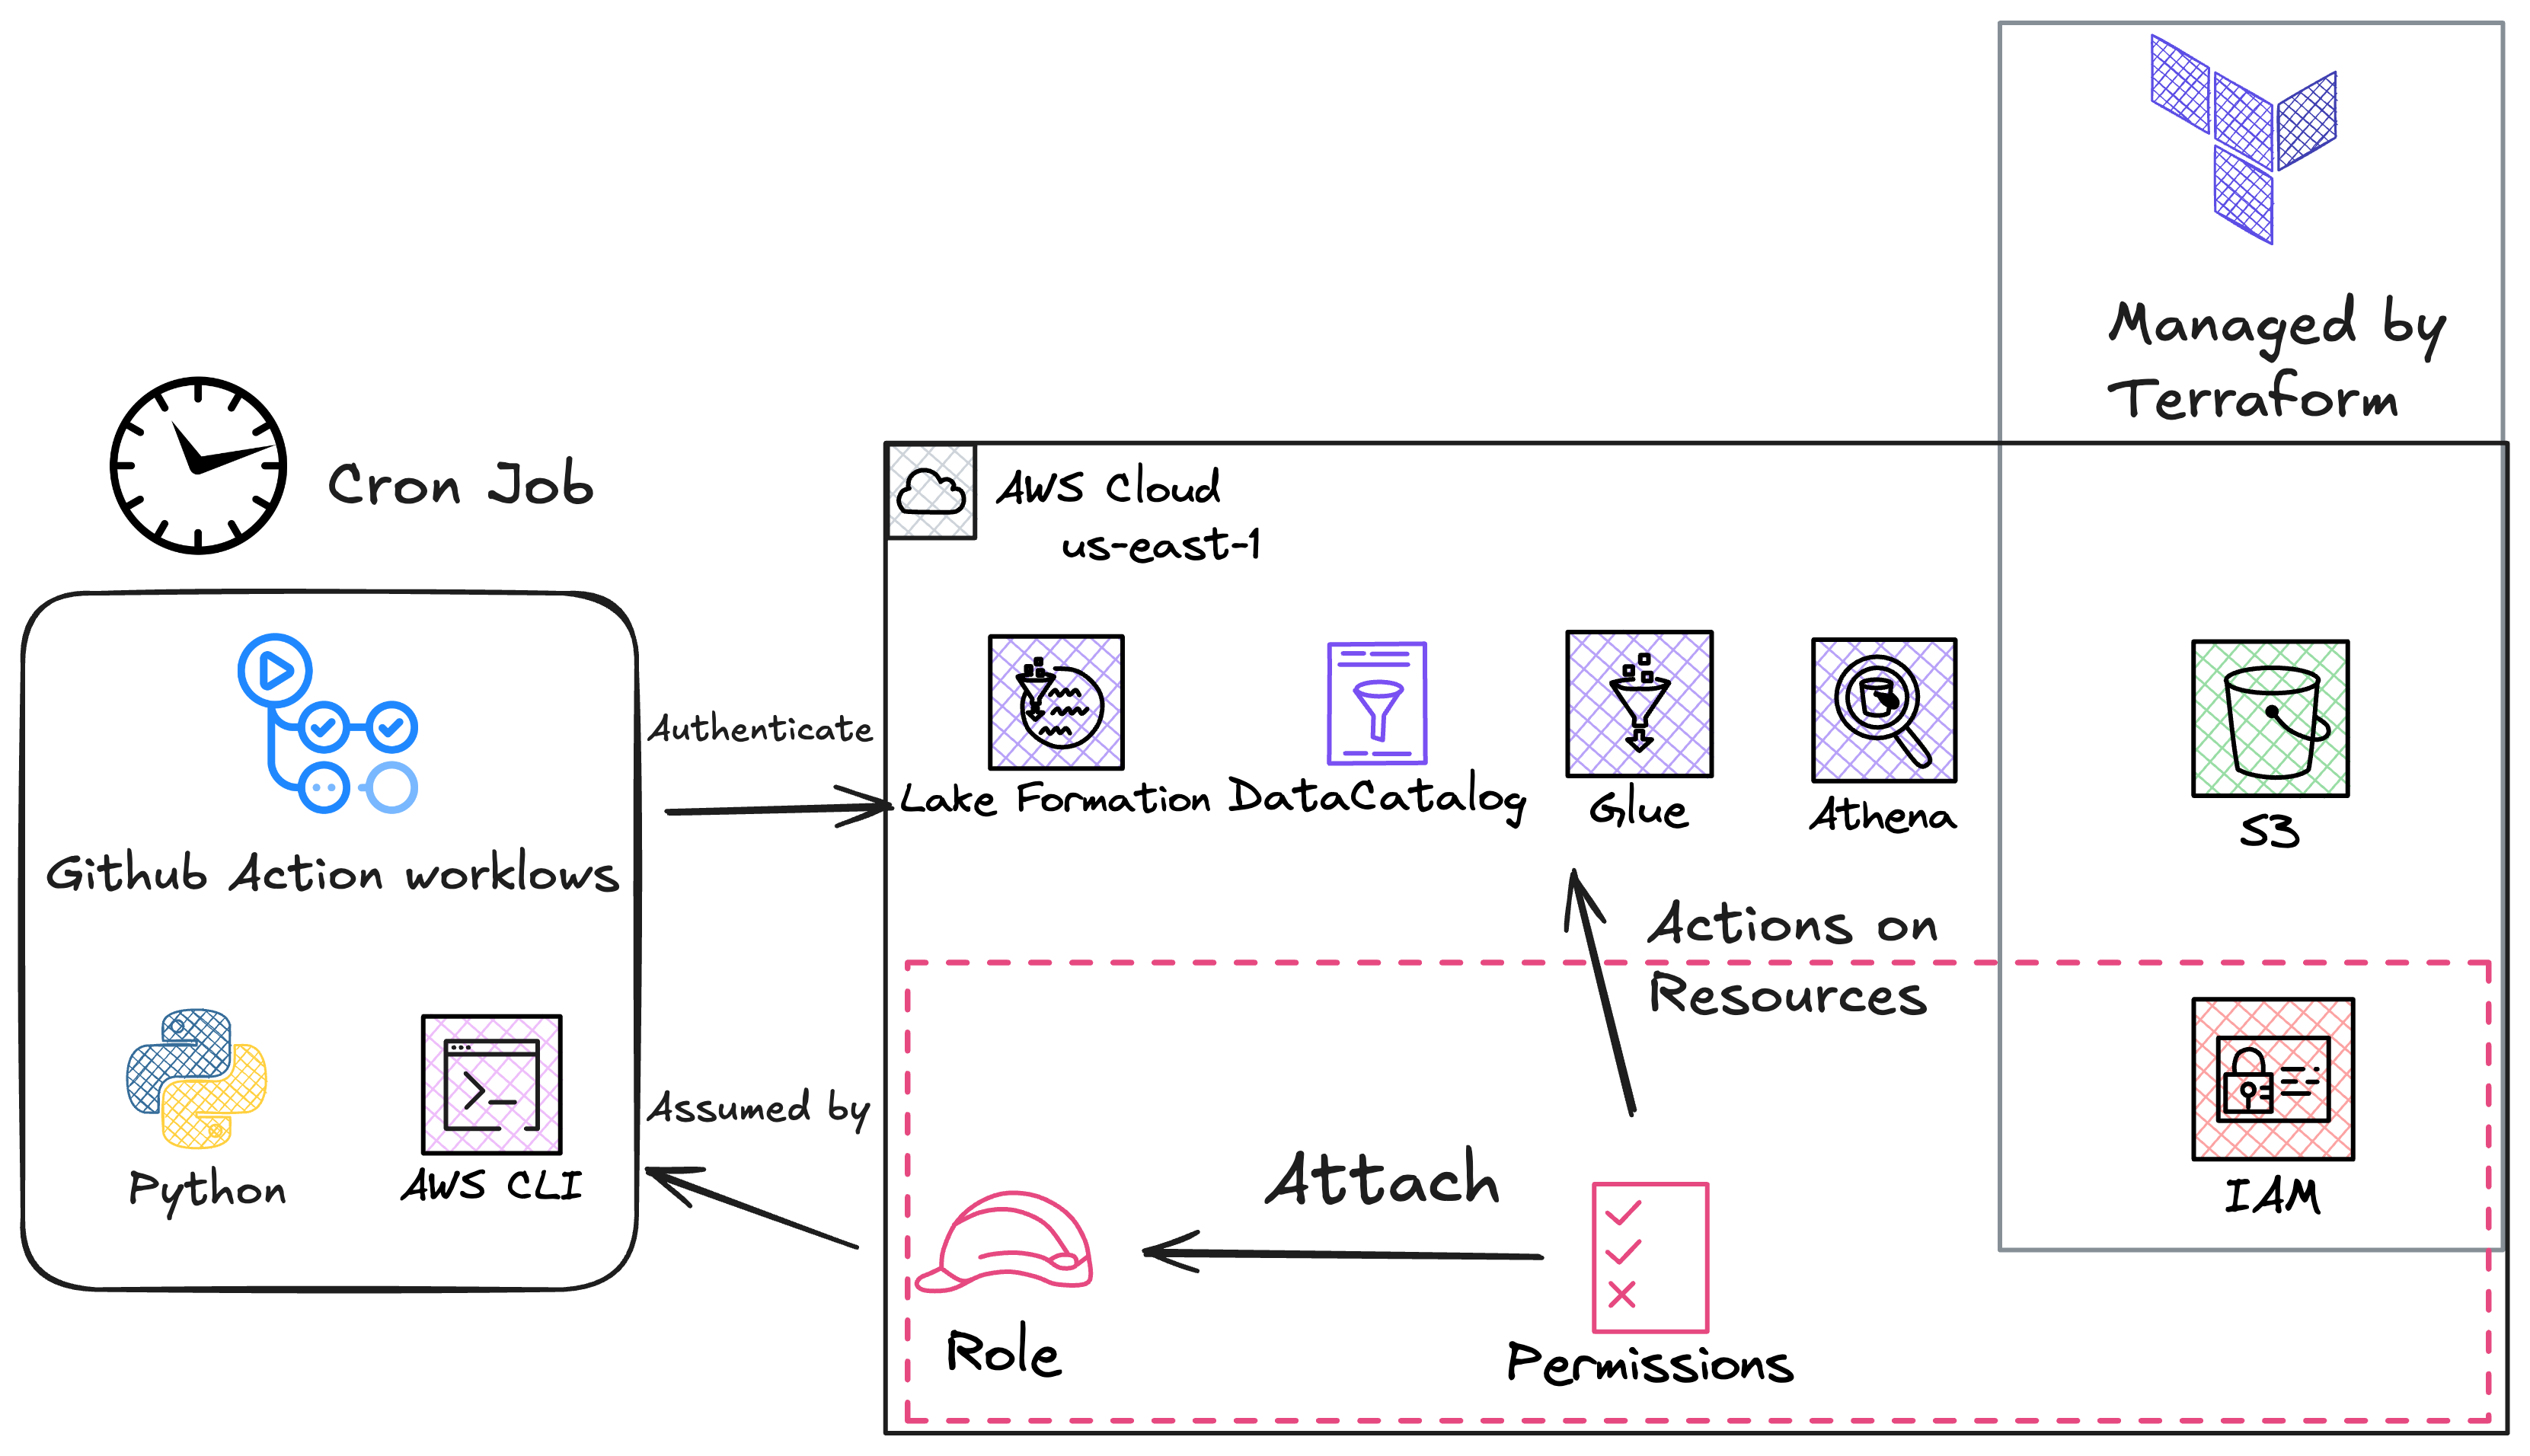 Managed by
Terraform
Cron Job
AWS Cloud
us-east-1
Authenticate
Lake Formation
DataCatalog
Glue
Athena
S3
Github Action worklows
Actions on
Resources
Python
AWS CLI
Assumed by
Attach
IAM
Role
Permissions